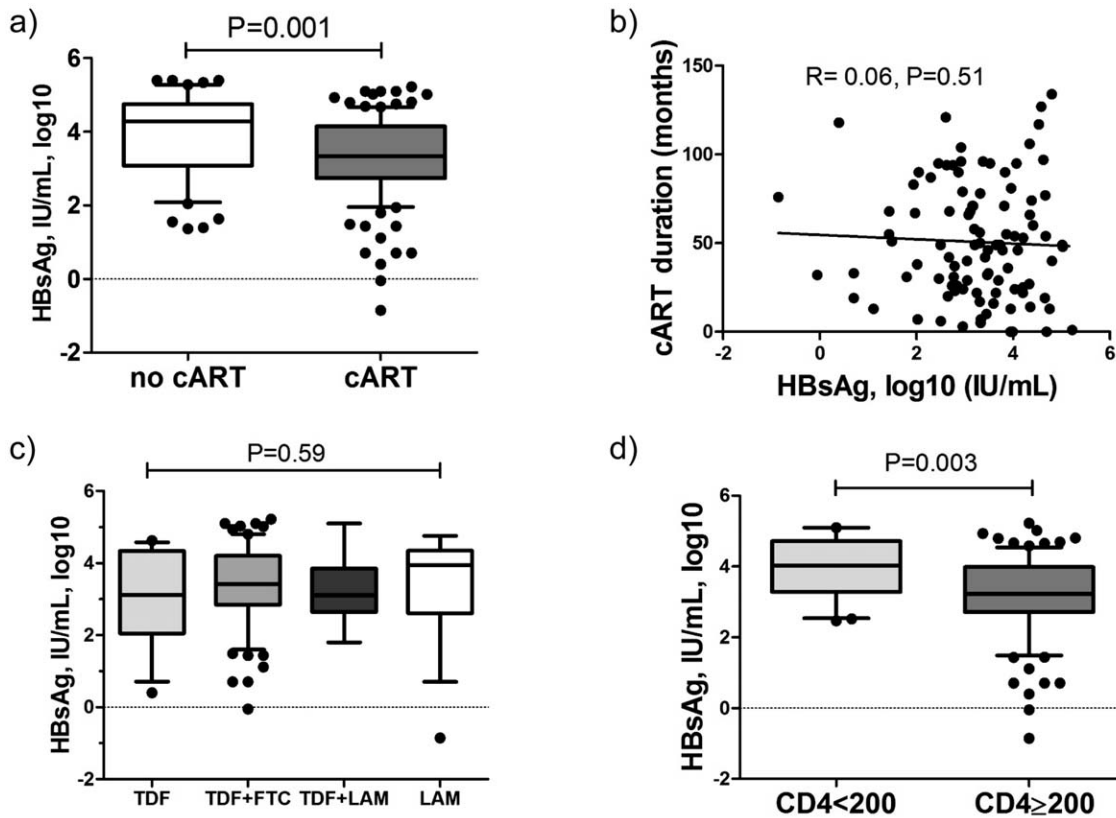 a)
P=0.001
HBsAg, IU/mL, log10
6
4
2
0
-2
no cART
cART
b)
R= 0.06, P=0.51
cART duration (months)
150
100
50
0
-2
0
2
4
6
HBsAg, log10 (IU/mL)
c)
P=0.59
HBsAg, IU/mL, log10
6
4
2
0
-2
TDF
TDF+FTC
TDF+LAM
LAM
d)
P=0.003
HBsAg, IU/mL, log10
6
4
2
0
-2
CD4<200
CD4≥200